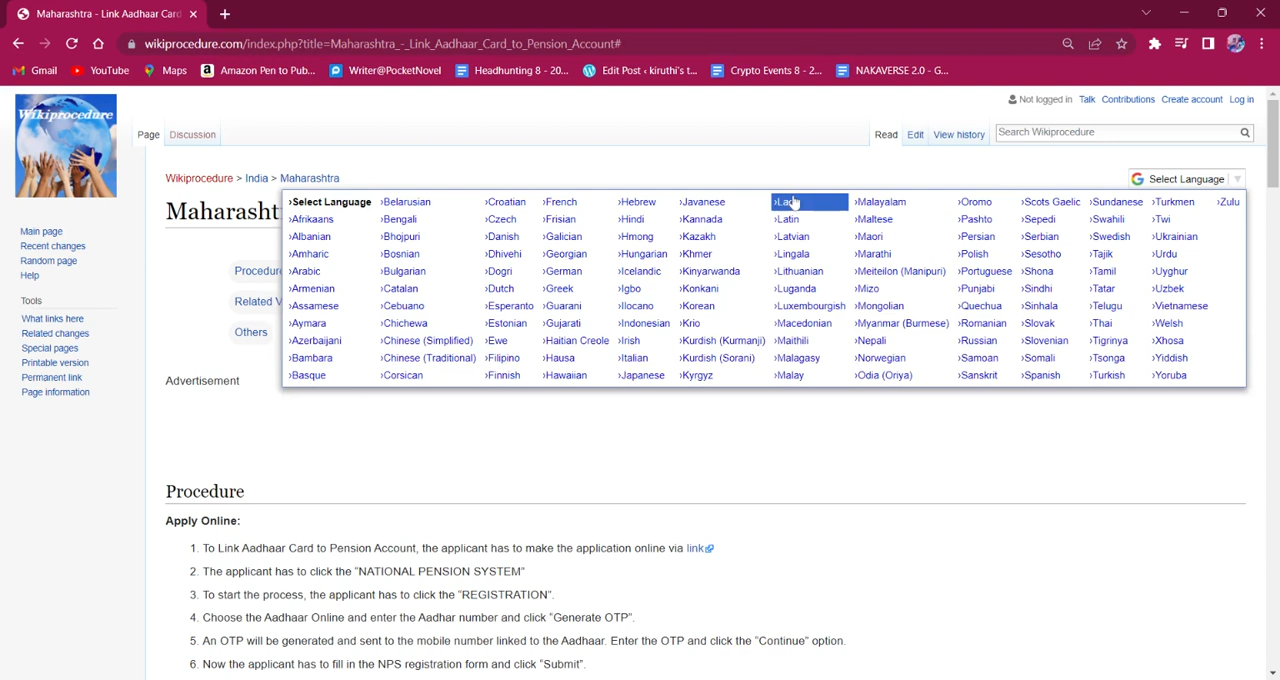 Maharashtra - Link Aadhaar Card
wikiprocedure.com/index.php?title=Maharashtra_-_Link_Aadhaar_Card_to_Pension_Account#
Gmail YouTube Maps Amazon Pen to Pub... Writer@PocketNovel Headhunting 8 - 20... Edit Post ‹ kiruthi's t... Crypto Events 8 - 2... NAKAVERSE 2.0 - G...
Not logged in Talk Contributions Create account Log in
Wikiprocedure
Page Discussion Read Edit View history Search Wikiprocedure
Wikiprocedure > India > Maharashtra
Select Language
Maharasht
Main page
Recent changes
Random page
Help
Tools
What links here
Related changes
Special pages
Printable version
Permanent link
Page information
Procedure
Related V
Others
Advertisement
›Select Language ›Belarusian ›Croatian ›French ›Hebrew ›Javanese ›Malayalam ›Oromo ›Scots Gaelic ›Sundanese ›Turkmen ›Zulu
›Afrikaans ›Bengali ›Czech ›Frisian ›Hindi ›Kannada ›Latin ›Maltese ›Pashto ›Sepedi ›Swahili ›Twi
›Albanian ›Bhojpuri ›Danish ›Galician ›Hmong ›Kazakh ›Latvian ›Maori ›Persian ›Serbian ›Swedish ›Ukrainian
›Amharic ›Bosnian ›Dhivehi ›Georgian ›Hungarian ›Khmer ›Lingala ›Marathi ›Polish ›Sesotho ›Tajik ›Urdu
›Arabic ›Bulgarian ›Dogri ›German ›Icelandic ›Kinyarwanda ›Lithuanian ›Meiteilon (Manipuri) ›Portuguese ›Shona ›Tamil ›Uyghur
›Armenian ›Catalan ›Dutch ›Greek ›Igbo ›Konkani ›Luganda ›Mizo ›Punjabi ›Sindhi ›Tatar ›Uzbek
›Assamese ›Cebuano ›Esperanto ›Guarani ›Ilocano ›Korean ›Luxembourgish ›Mongolian ›Quechua ›Sinhala ›Telugu ›Vietnamese
›Aymara ›Chichewa ›Estonian ›Gujarati ›Indonesian ›Krio ›Macedonian ›Myanmar (Burmese) ›Romanian ›Slovak ›Thai ›Welsh
›Azerbaijani ›Chinese (Simplified) ›Ewe ›Haitian Creole ›Irish ›Kurdish (Kurmanji) ›Maithili ›Nepali ›Russian ›Slovenian ›Tigrinya ›Xhosa
›Bambara ›Chinese (Traditional) ›Filipino ›Hausa ›Italian ›Kurdish (Sorani) ›Malagasy ›Norwegian ›Samoan ›Somali ›Tsonga ›Yiddish
›Basque ›Corsican ›Finnish ›Hawaiian ›Japanese ›Kyrgyz ›Malay ›Odia (Oriya) ›Sanskrit ›Spanish ›Turkish ›Yoruba
Procedure
Apply Online:
1. To Link Aadhaar Card to Pension Account, the applicant has to make the application online via link
2. The applicant has to click the “NATIONAL PENSION SYSTEM”
3. To start the process, the applicant has to click the “REGISTRATION”.
4. Choose the Aadhaar Online and enter the Aadhar number and click “Generate OTP”.
5. An OTP will be generated and sent to the mobile number linked to the Aadhaar. Enter the OTP and click the “Continue” option.
6. Now the applicant has to fill in the NPS registration form and click “Submit”.